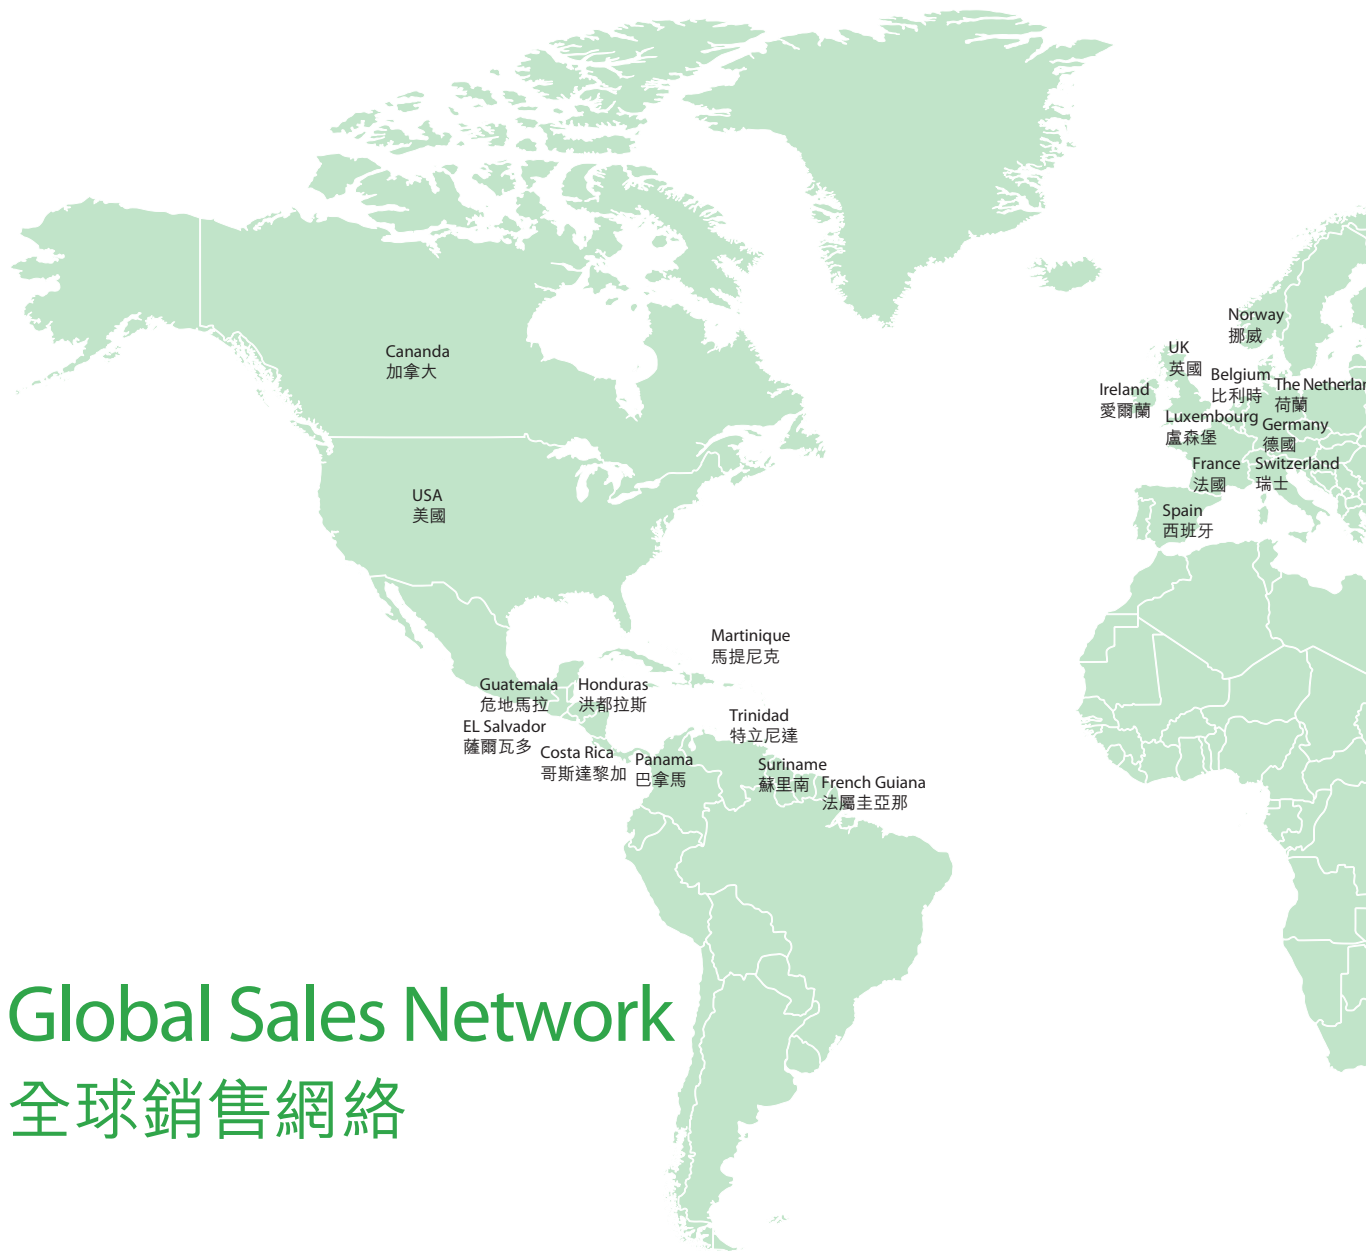 Cananda
加拿大
USA
美國
Norway
挪威
UK
英國
Belgium
比利時
The Netherlan
荷蘭
Ireland
愛爾蘭
Luxembourg
盧森堡
Germany
德國
France
法國
Switzerland
瑞士
Spain
西班牙
Martinique
馬提尼克
Guatemala
危地馬拉
Honduras
洪都拉斯
EL Salvador
薩爾瓦多
Trinidad
特立尼達
Costa Rica
哥斯達黎加
Panama
巴拿馬
Suriname
蘇里南
French Guiana
法屬圭亞那
Global Sales Network
全球銷售網絡